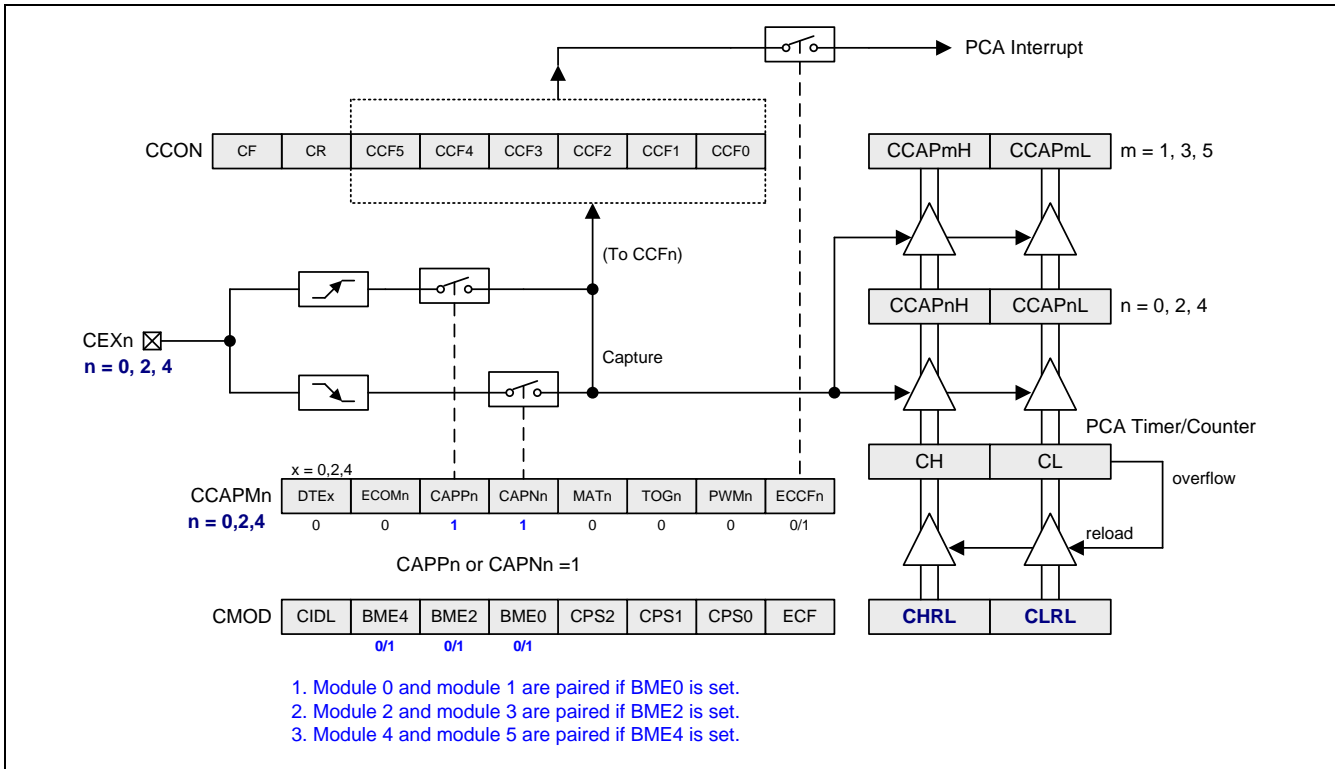 PCA Interrupt
CCON CF CR CCF5 CCF4 CCF3 CCF2 CCF1 CCF0
CCAPmH CCAPmL m = 1, 3, 5
(To CCFn)
CCAPnH CCAPnL n = 0, 2, 4
CEXn
n = 0, 2, 4
Capture
PCA Timer/Counter
CH CL
overflow
x = 0,2,4
CCAPMn DTEx ECOMn CAPPn CAPNn MATn TOGn PWMn ECCFn
n = 0,2,4 0 0 1 1 0 0 0 0/1
reload
CAPPn or CAPNn =1
CMOD CIDL BME4 BME2 BME0 CPS2 CPS1 CPS0 ECF
CHRL CLRL
0/1 0/1 0/1
1. Module 0 and module 1 are paired if BME0 is set.
2. Module 2 and module 3 are paired if BME2 is set.
3. Module 4 and module 5 are paired if BME4 is set.